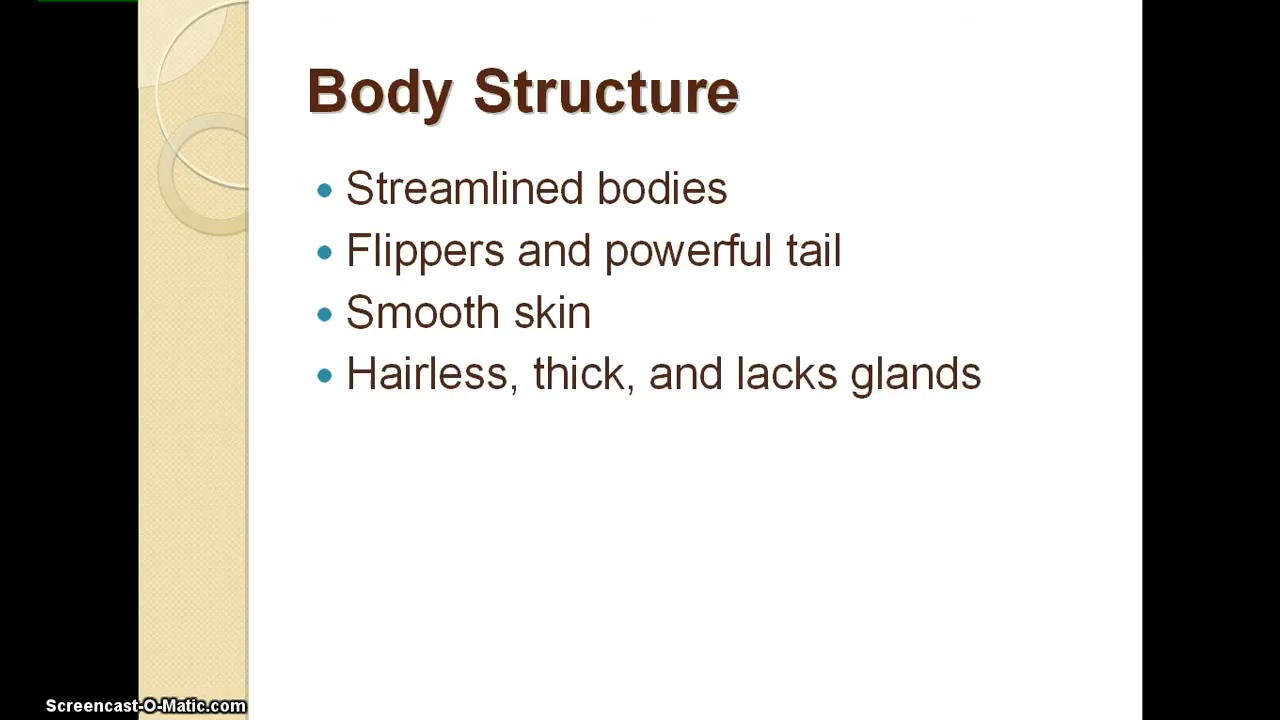 Body Structure
Streamlined bodies
Flippers and powerful tail
Smooth skin
Hairless, thick, and lacks glands
Screencast-O-Matic.com